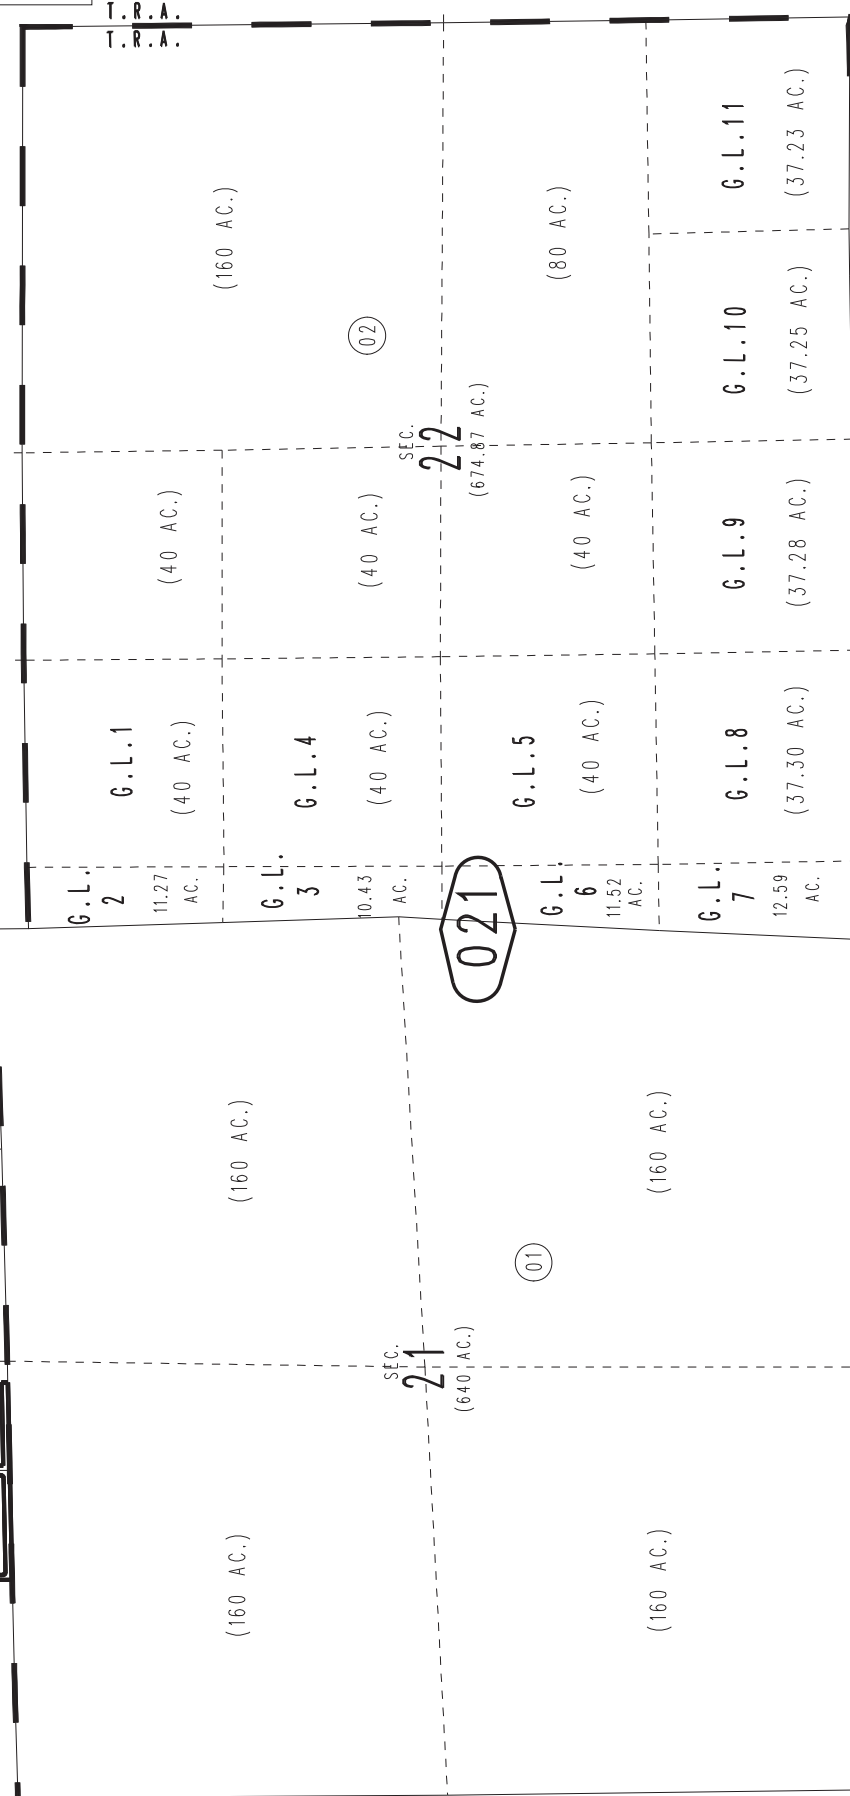 T.R.A.
T.R.A.
(160 AC.)
(80 AC.)
G.L.11
(37.23 AC.)
02
G.L.10
(37.25 AC.)
SEC.
22
(674.87 AC.)
(40 AC.)
(40 AC.)
(40 AC.)
G.L.9
(37.28 AC.)
G.L.1
(40 AC.)
G.L.4
(40 AC.)
G.L.5
(40 AC.)
G.L.8
(37.30 AC.)
G.L.
2
11.27
AC.
G.L.
3
10.43
AC.
G.L.
6
11.52
AC.
G.L.
7
12.59
AC.
021
(160 AC.)
(160 AC.)
01
SEC.
21
(640 AC.)
(160 AC.)
(160 AC.)